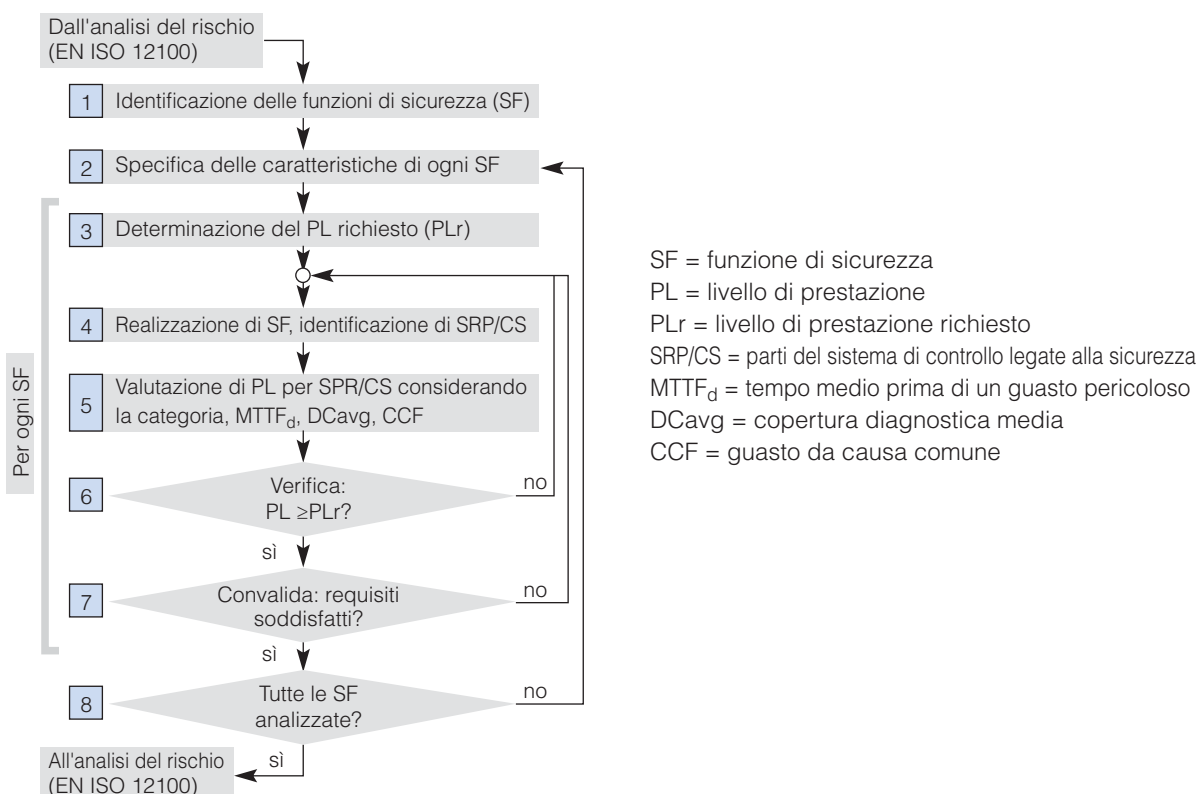 Dall'analisi del rischio
(EN ISO 12100)
1 Identificazione delle funzioni di sicurezza (SF)
2 Specifica delle caratteristiche di ogni SF
3 Determinazione del PL richiesto (PLr)
4 Realizzazione di SF, identificazione di SRP/CS
5 Valutazione di PL per SPR/CS considerando
la categoria, MTTFd, DCavg, CCF
Per ogni SF
6 Verifica:
PL ≥PLr?
no
sì
7 Convalida: requisiti
soddisfatti?
no
sì
8 Tutte le SF
analizzate?
no
sì
All'analisi del rischio
(EN ISO 12100)
SF = funzione di sicurezza
PL = livello di prestazione
PLr = livello di prestazione richiesto
SRP/CS = parti del sistema di controllo legate alla sicurezza
MTTFd = tempo medio prima di un guasto pericoloso
DCavg = copertura diagnostica media
CCF = guasto da causa comune